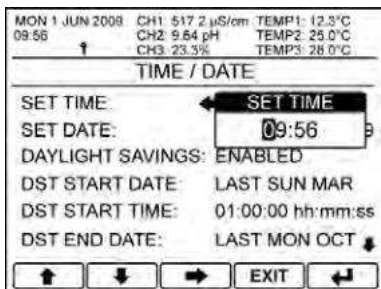 MON 1 JUN 2009 CH1: 517.2 µS/cm TEMP1: 12.3°C
09:56 CH2: 9.64 pH TEMP2: 25.0°C
CH3: 23.3% TEMP3: 28.0°C
TIME / DATE
SET TIME: SET TIME
SET DATE: 09:56 9
DAYLIGHT SAVINGS: ENABLED
DST START DATE: LAST SUN MAR
DST START TIME: 01:00:00 hh:mm:ss
DST END DATE: LAST MON OCT
EXIT